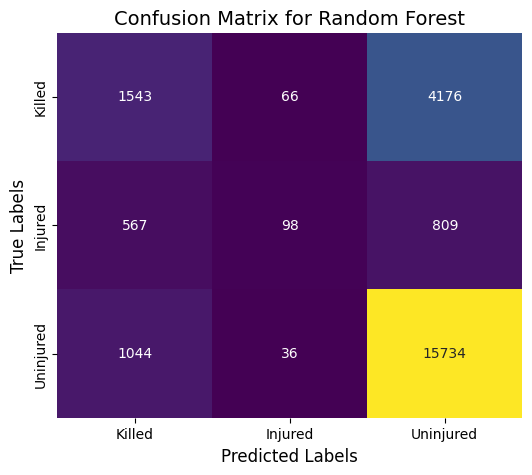 Confusion Matrix for Random Forest
True Labels
Killed
1543 66 4176
Injured
567 98 809
Uninjured
1044 36 15734
Killed Injured Uninjured
Predicted Labels